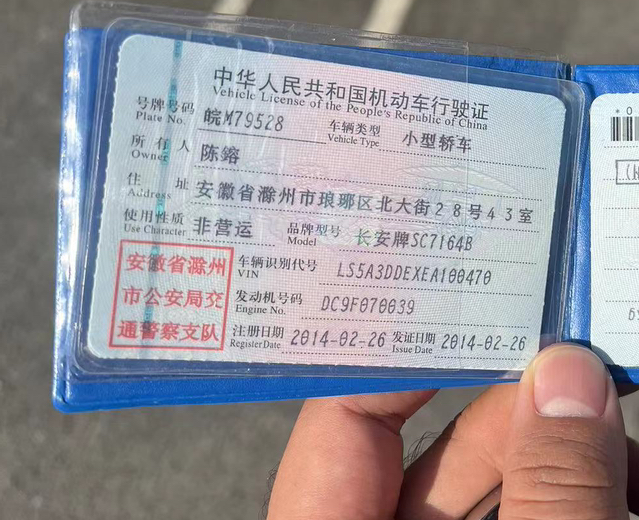 中华人民共和国机动车行驶证
Vehicle License of the People's Republic of China
号牌号码 皖M79528 车辆类型 小型轿车
Plate No. Vehicle Type
所有人 陈鎔
Owner
住址 安徽省滁州市琅琊区北大街28号43室
Address
使用性质 非营运 品牌型号 长安牌SC7164B
Use Character Model
安徽省滁州
市公安局交
通警察支队
车辆识别代号 LS5A3DDEXEA100470
VIN
发动机号码 DC9F070039
Engine No.
注册日期 2014-02-26 发证日期 2014-02-26
Register Date Issue Date